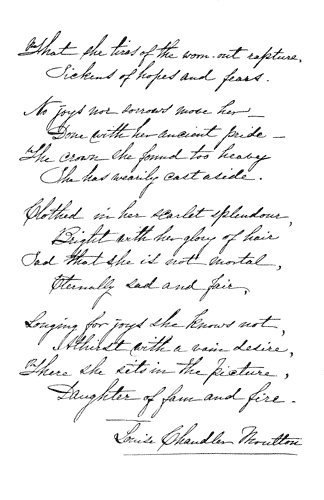 That she tires of the worn-out rapture,
Sickens of hopes and fears.
No joys nor sorrows move her—
Done with her ancient pride—
The crown she found too heavy
She has wearily cast aside.
Clothed in her scarlet splendour,
Bright with her glory of hair
Sad that she is not mortal,
Eternally sad and fair,
Longing for joys she knows not,
Athirst with a vain desire,
There she sits in the picture,
Daughter of foam and fire.
Louise Chandler Moulton